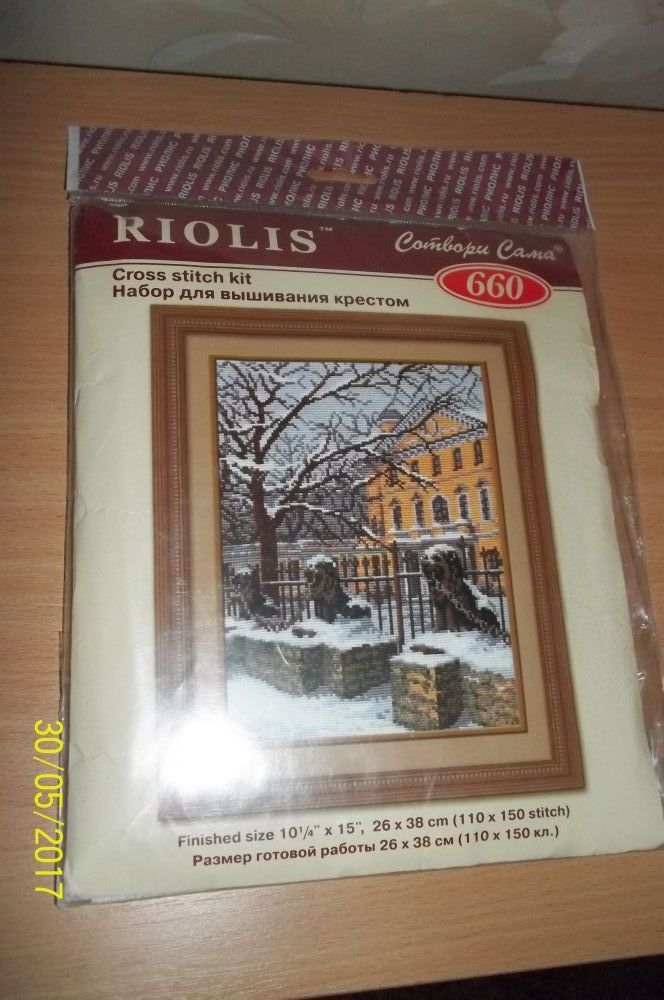 RIOLIS™
Сотвори Сама®
Cross stitch kit
Набор для вышивания крестом
660
Finished size 10¹/₄" x 15", 26 x 38 cm (110 x 150 stitch)
Размер готовой работы 26 x 38 см (110 x 150 кл.)
30/05/2017